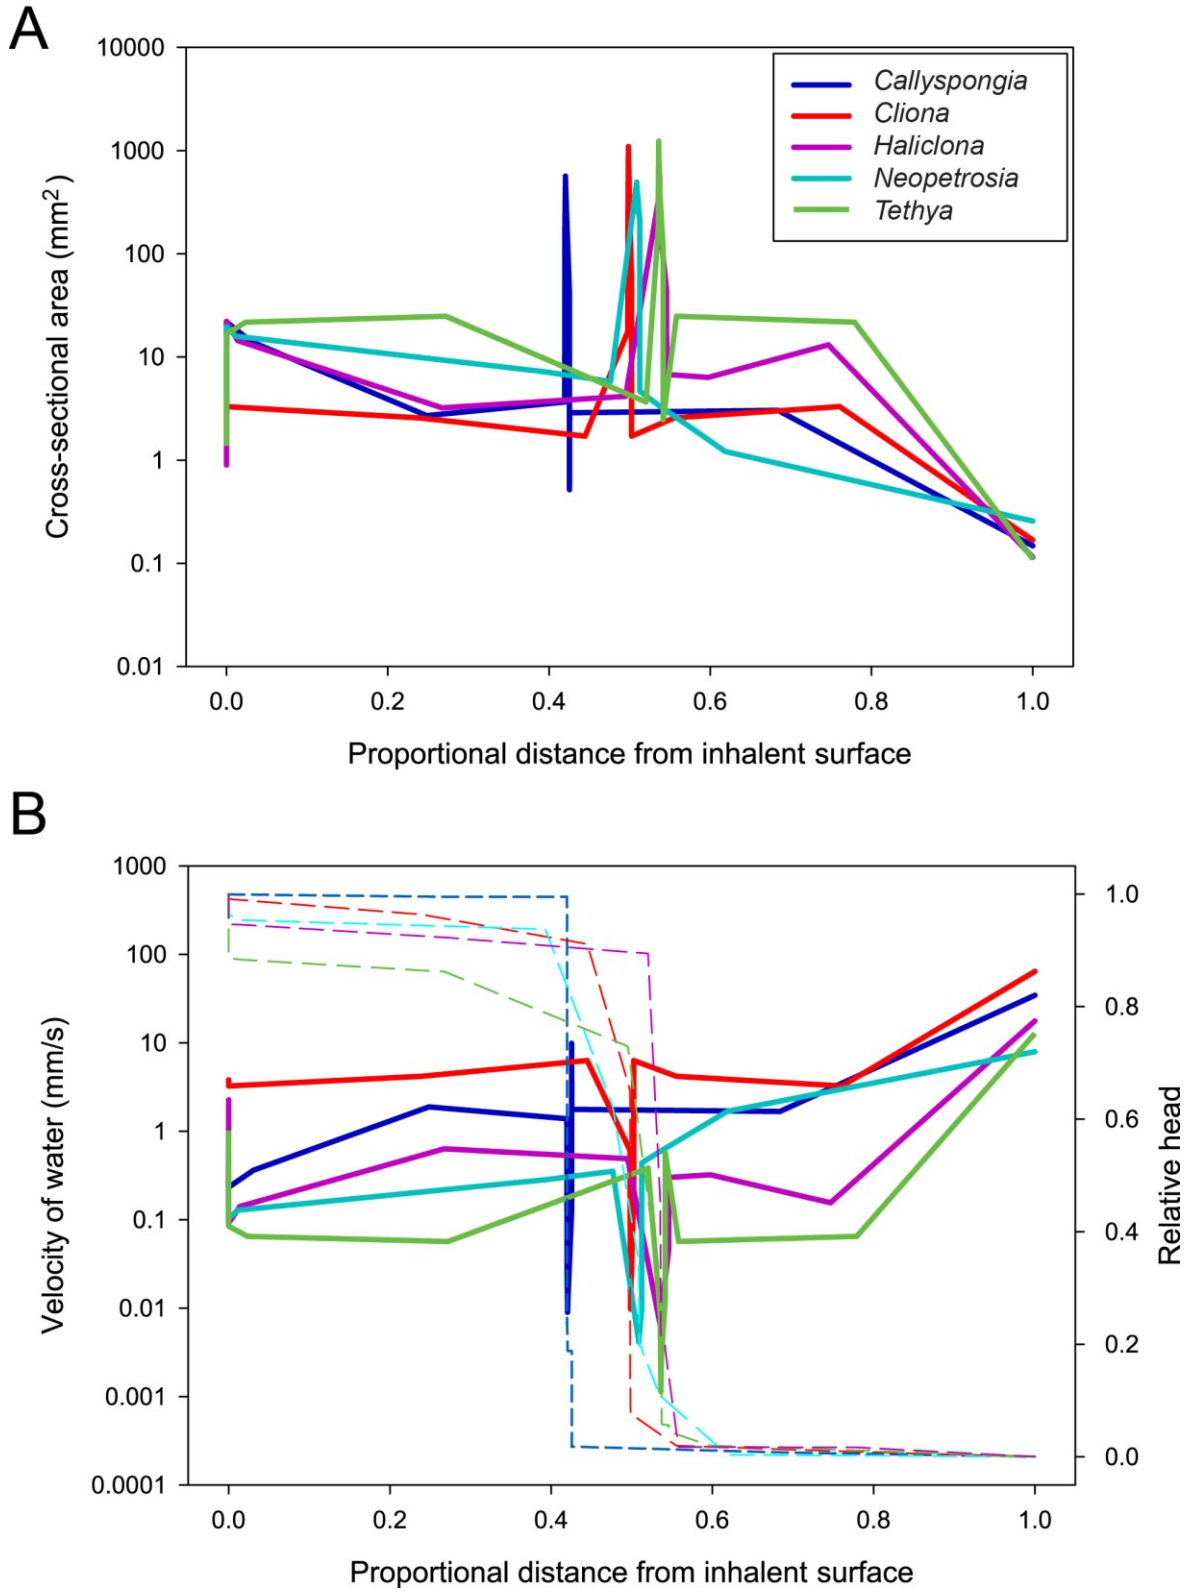 A
10000
1000
100
10
1
0.1
0.01
Cross-sectional area (mm²)
Callyspongia
Cliona
Haliclona
Neopetrosia
Tethya
0.0 0.2 0.4 0.6 0.8 1.0
Proportional distance from inhalent surface
B
1000
100
10
1
0.1
0.01
0.001
0.0001
Velocity of water (mm/s)
1.0
0.8
0.6
0.4
0.2
0.0
Relative head
0.0 0.2 0.4 0.6 0.8 1.0
Proportional distance from inhalent surface